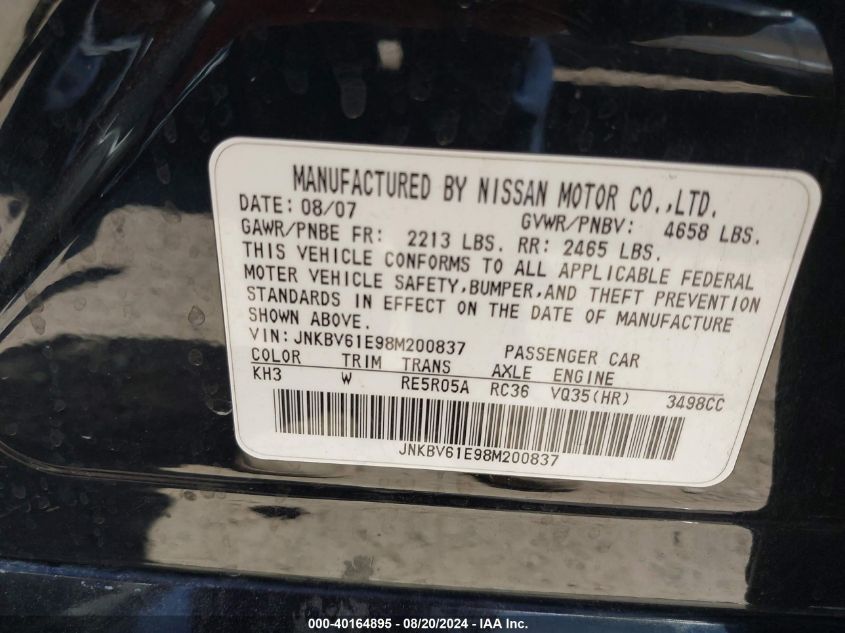 MANUFACTURED BY NISSAN MOTOR CO.,LTD.
DATE: 08/07 GVWR/PNBV: 4658 LBS.
GAWR/PNBE FR: 2213 LBS. RR: 2465 LBS.
THIS VEHICLE CONFORMS TO ALL APPLICABLE FEDERAL
MOTER VEHICLE SAFETY,BUMPER,AND THEFT PREVENTION
STANDARDS IN EFFECT ON THE DATE OF MANUFACTURE
SHOWN ABOVE.
VIN: JNKBV61E98M200837 PASSENGER CAR
COLOR TRIM TRANS AXLE ENGINE
KH3 W RE5R05A RC36 VQ35(HR) 3498CC
JNKBV61E98M200837
000-40164895 - 08/20/2024 - IAAI.com.